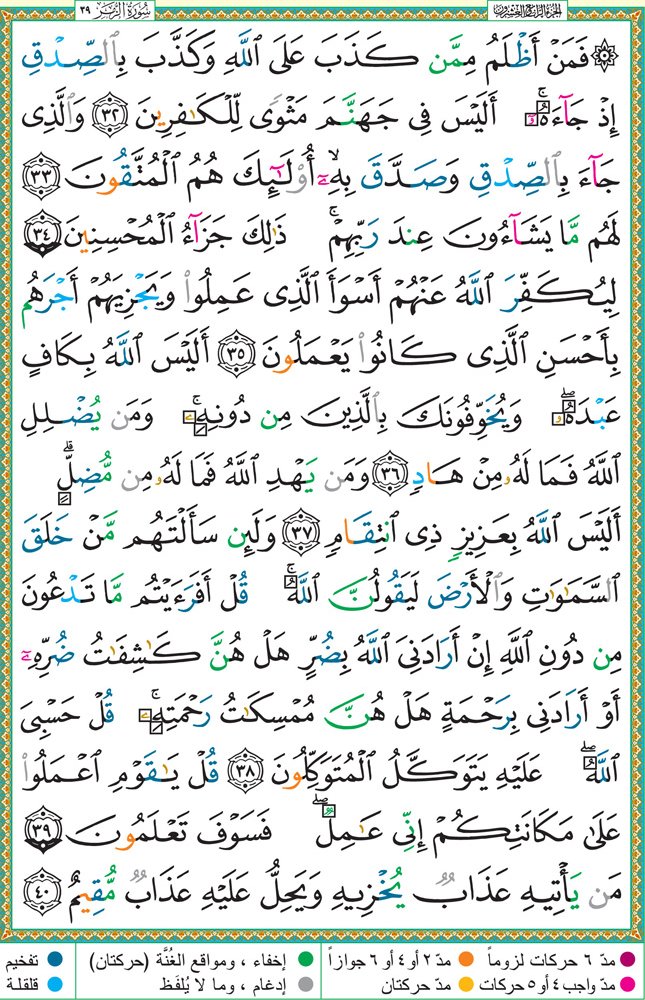 سورة الزمر ٣٩
الجزء الرابع والعشرون
فَمَنْ أَظْلَمُ مِمَّن كَذَبَ عَلَى ٱللَّهِ وَكَذَّبَ بِٱلصِّدْقِ
إِذْ جَآءَهُۥٓ ۚ أَلَيْسَ فِى جَهَنَّمَ مَثْوًى لِّلْكَـٰفِرِينَ ٣٢ وَٱلَّذِى
جَآءَ بِٱلصِّدْقِ وَصَدَّقَ بِهِۦٓ ۙ أُو۟لَـٰٓئِكَ هُمُ ٱلْمُتَّقُونَ ٣٣
لَهُم مَّا يَشَآءُونَ عِندَ رَبِّهِمْ ۚ ذَٰلِكَ جَزَآءُ ٱلْمُحْسِنِينَ ٣٤
لِيُكَفِّرَ ٱللَّهُ عَنْهُمْ أَسْوَأَ ٱلَّذِى عَمِلُوا۟ وَيَجْزِيَهُمْ أَجْرَهُم
بِأَحْسَنِ ٱلَّذِى كَانُوا۟ يَعْمَلُونَ ٣٥ أَلَيْسَ ٱللَّهُ بِكَافٍ
عَبْدَهُۥ ۖ وَيُخَوِّفُونَكَ بِٱلَّذِينَ مِن دُونِهِۦ ۚ وَمَن يُضْلِلِ
ٱللَّهُ فَمَا لَهُۥ مِنْ هَادٍ ٣٦ وَمَن يَهْدِ ٱللَّهُ فَمَا لَهُۥ مِن مُّضِلٍّ ۗ
أَلَيْسَ ٱللَّهُ بِعَزِيزٍ ذِى ٱنتِقَامٍ ٣٧ وَلَئِن سَأَلْتَهُم مَّنْ خَلَقَ
ٱلسَّمَـٰوَٰتِ وَٱلْأَرْضَ لَيَقُولُنَّ ٱللَّهُ ۚ قُلْ أَفَرَءَيْتُم مَّا تَدْعُونَ
مِن دُونِ ٱللَّهِ إِنْ أَرَادَنِىَ ٱللَّهُ بِضُرٍّ هَلْ هُنَّ كَـٰشِفَـٰتُ ضُرِّهِۦٓ
أَوْ أَرَادَنِى بِرَحْمَةٍ هَلْ هُنَّ مُمْسِكَـٰتُ رَحْمَتِهِۦ ۚ قُلْ حَسْبِىَ
ٱللَّهُ ۖ عَلَيْهِ يَتَوَكَّلُ ٱلْمُتَوَكِّلُونَ ٣٨ قُلْ يَـٰقَوْمِ ٱعْمَلُوا۟
عَلَىٰ مَكَانَتِكُمْ إِنِّى عَـٰمِلٌ ۖ فَسَوْفَ تَعْلَمُونَ ٣٩
مَن يَأْتِيهِ عَذَابٌ يُخْزِيهِ وَيَحِلُّ عَلَيْهِ عَذَابٌ مُّقِيمٌ ٤٠
مدّ ٦ حركات لزوماً مدّ ٢ أو ٤ أو ٦ جوازاً إخفاء ، ومواقع الغُنَّة (حركتان) تفخيم
مدّ واجب ٤ أو ٥ حركات مدّ حركتان إدغام ، وما لا يُلفَظ قلقلة